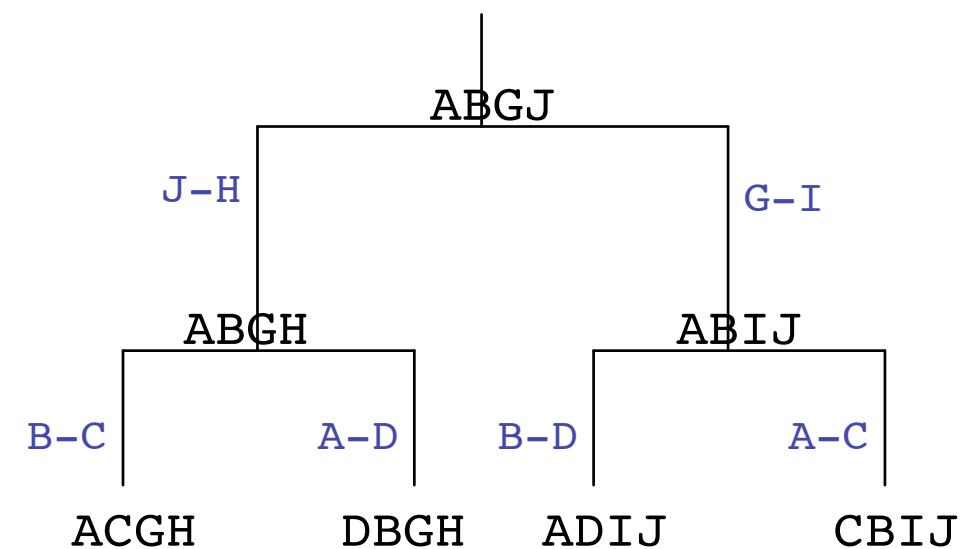 ABGJ
J-H
G-I
ABGH
ABIJ
B-C
A-D
B-D
A-C
ACGH
DBGH
ADIJ
CBIJ